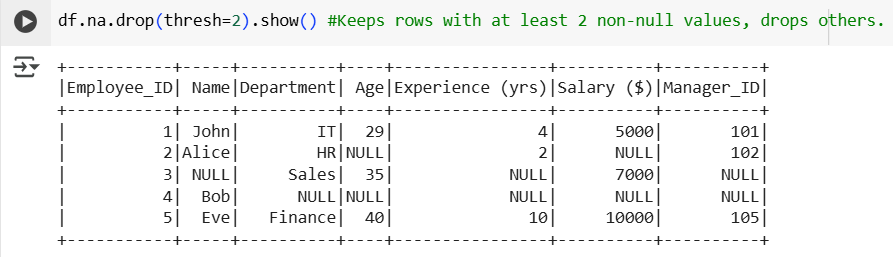 df.na.drop(thresh=2).show() #Keeps rows with at least 2 non-null values, drops others.
+-----------+-----+----------+----+----------------+----------+----------+
|Employee_ID| Name|Department| Age|Experience (yrs)|Salary ($)|Manager_ID|
+-----------+-----+----------+----+----------------+----------+----------+
|          1| John|        IT|  29|               4|      5000|       101|
|          2|Alice|        HR|NULL|               2|      NULL|       102|
|          3| NULL|     Sales|  35|            NULL|      7000|      NULL|
|          4|  Bob|      NULL|NULL|            NULL|      NULL|      NULL|
|          5|  Eve|   Finance|  40|              10|     10000|       105|
+-----------+-----+----------+----+----------------+----------+----------+